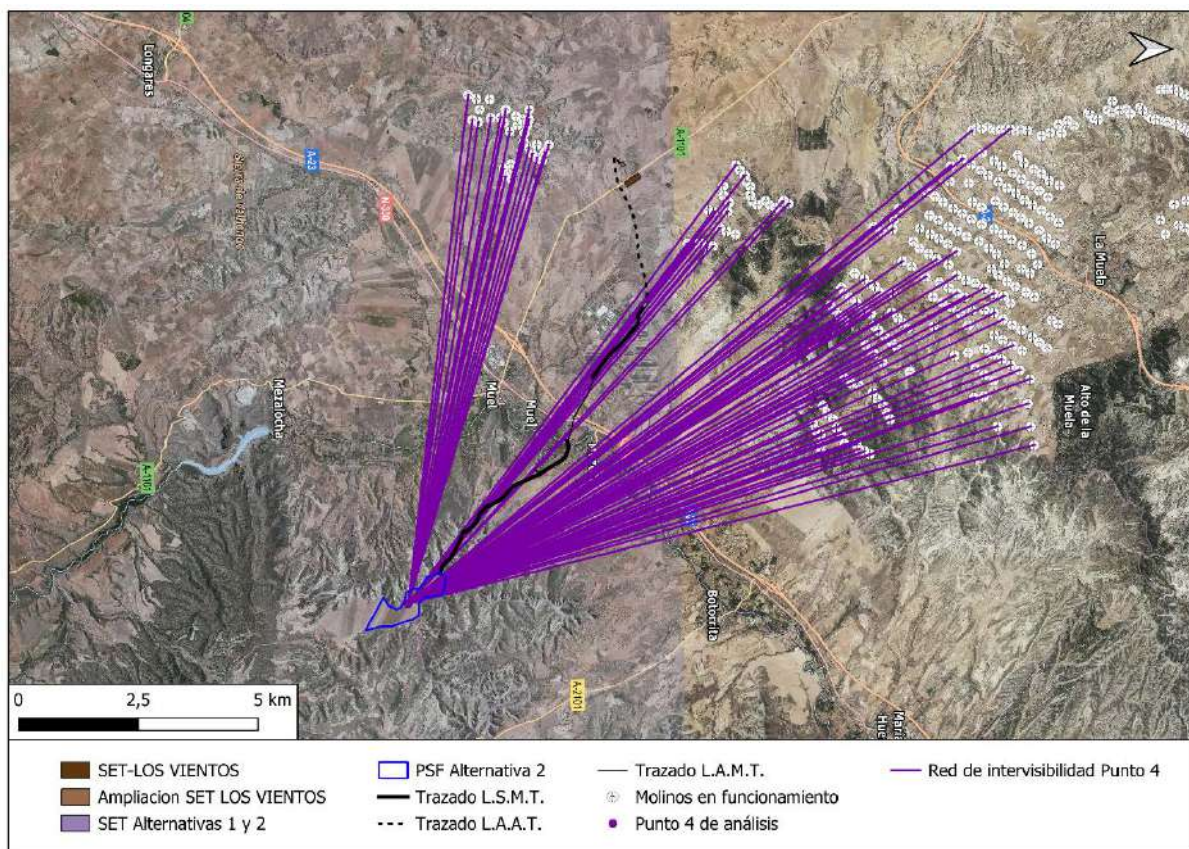 Longares
A-23
N-330
A-1101
La Muela
Alto de la
Muela
Muel
Muel
Mezalocha
A-1101
Botorrita
A-2101
0 2,5 5 km
SET-LOS VIENTOS
PSF Alternativa 2
Trazado L.A.M.T.
Red de intervisibilidad Punto 4
Ampliacion SET LOS VIENTOS
Trazado L.S.M.T.
Molinos en funcionamiento
SET Alternativas 1 y 2
Trazado L.A.A.T.
Punto 4 de análisis